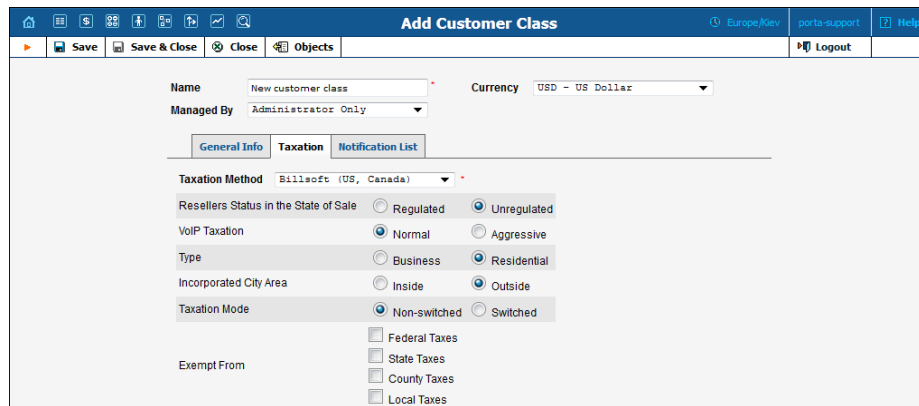 Add Customer Class Europe/Kiev porta-support ? Help
Save Save & Close Close Objects Logout
Name New customer class * Currency USD - US Dollar
Managed By Administrator Only
General Info Taxation Notification List
Taxation Method Billsoft (US, Canada) *
Resellers Status in the State of Sale Regulated Unregulated
VoIP Taxation Normal Aggressive
Type Business Residential
Incorporated City Area Inside Outside
Taxation Mode Non-switched Switched
Federal Taxes
State Taxes
Exempt From
County Taxes
Local Taxes